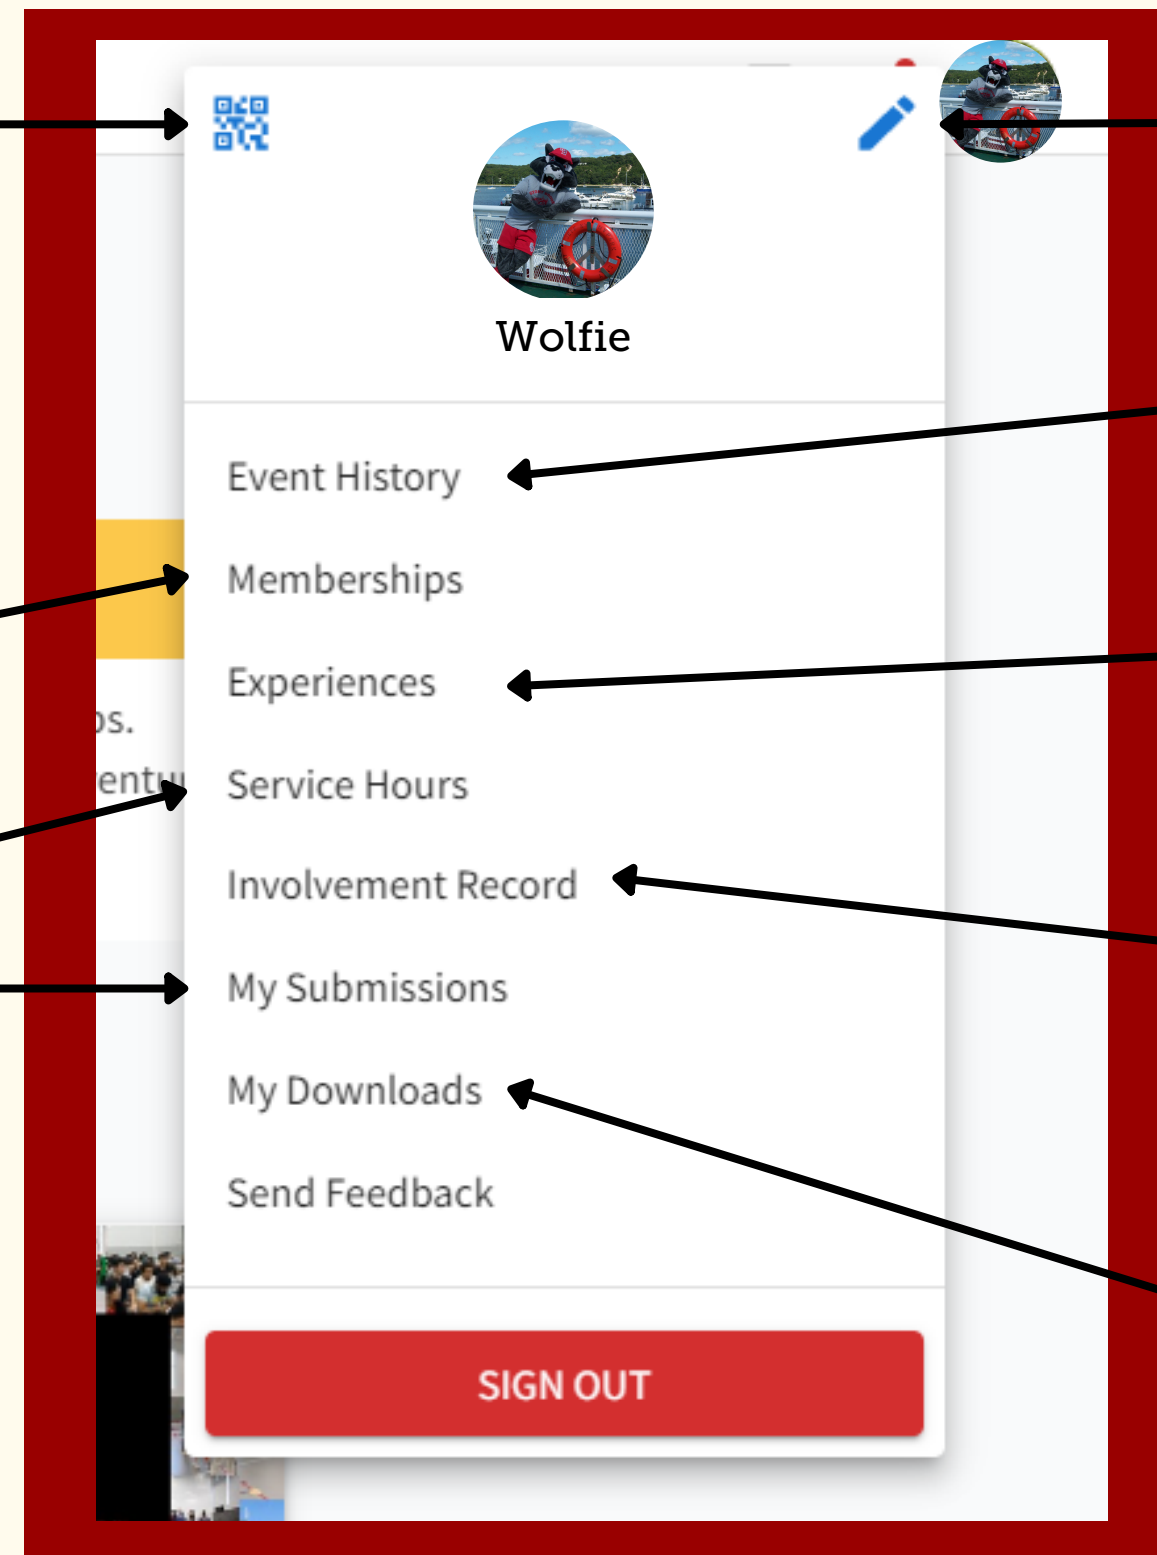 Wolfie
Event History
Memberships
Experiences
Service Hours
Involvement Record
My Submissions
My Downloads
Send Feedback
SIGN OUT